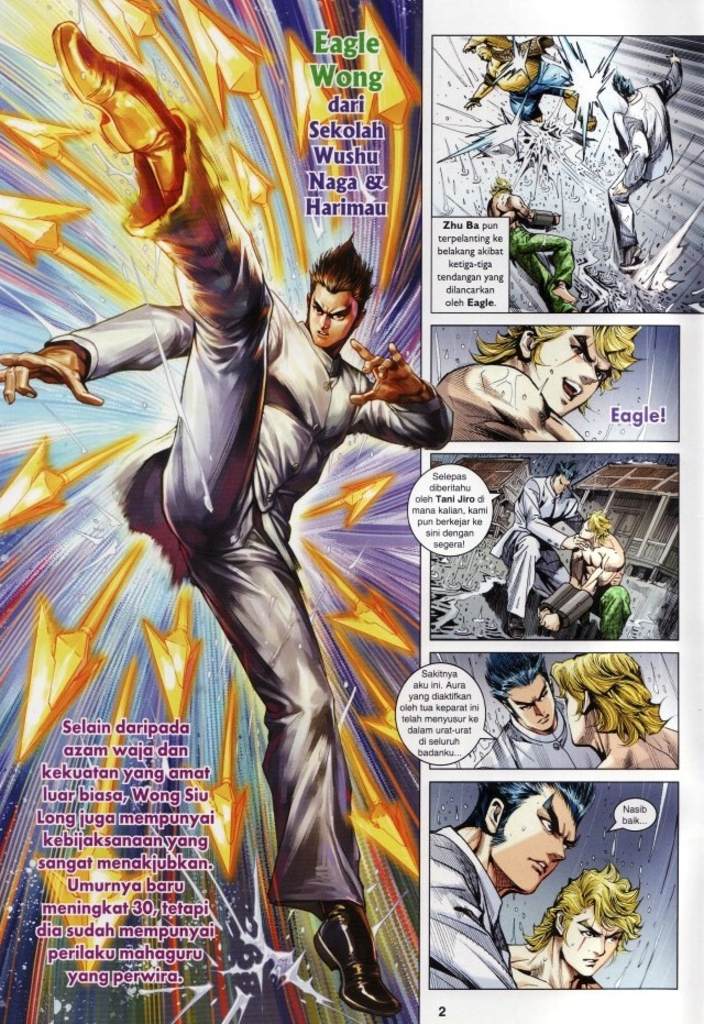 Eagle
Wong
dari
Sekolah
Wushu
Naga &
Harimau
Selain daripada
azam waja dan
kekuatan yang amat
luar biasa, Wong Siu
Long juga mempunyai
kebijaksanaan yang
sangat menakjubkan.
Umurnya baru
meningkat 30, tetapi
dia sudah mempunyai
perilaku mahaguru
yang perwira.
Zhu Ba pun
terpelanting ke
belakang akibat
ketiga-tiga
tendangan yang
dilancarkan
oleh Eagle.
Eagle!
Selepas
diberitahu
oleh Tani Jiro di
mana kalian, kami
pun berkejar ke
sini dengan
segera!
Sakitnya
aku ini. Aura
yang diaktifkan
oleh tua keparat ini
telah menyusur ke
urat-urat
di seluruh
badanku...
Nasib
baik...
2